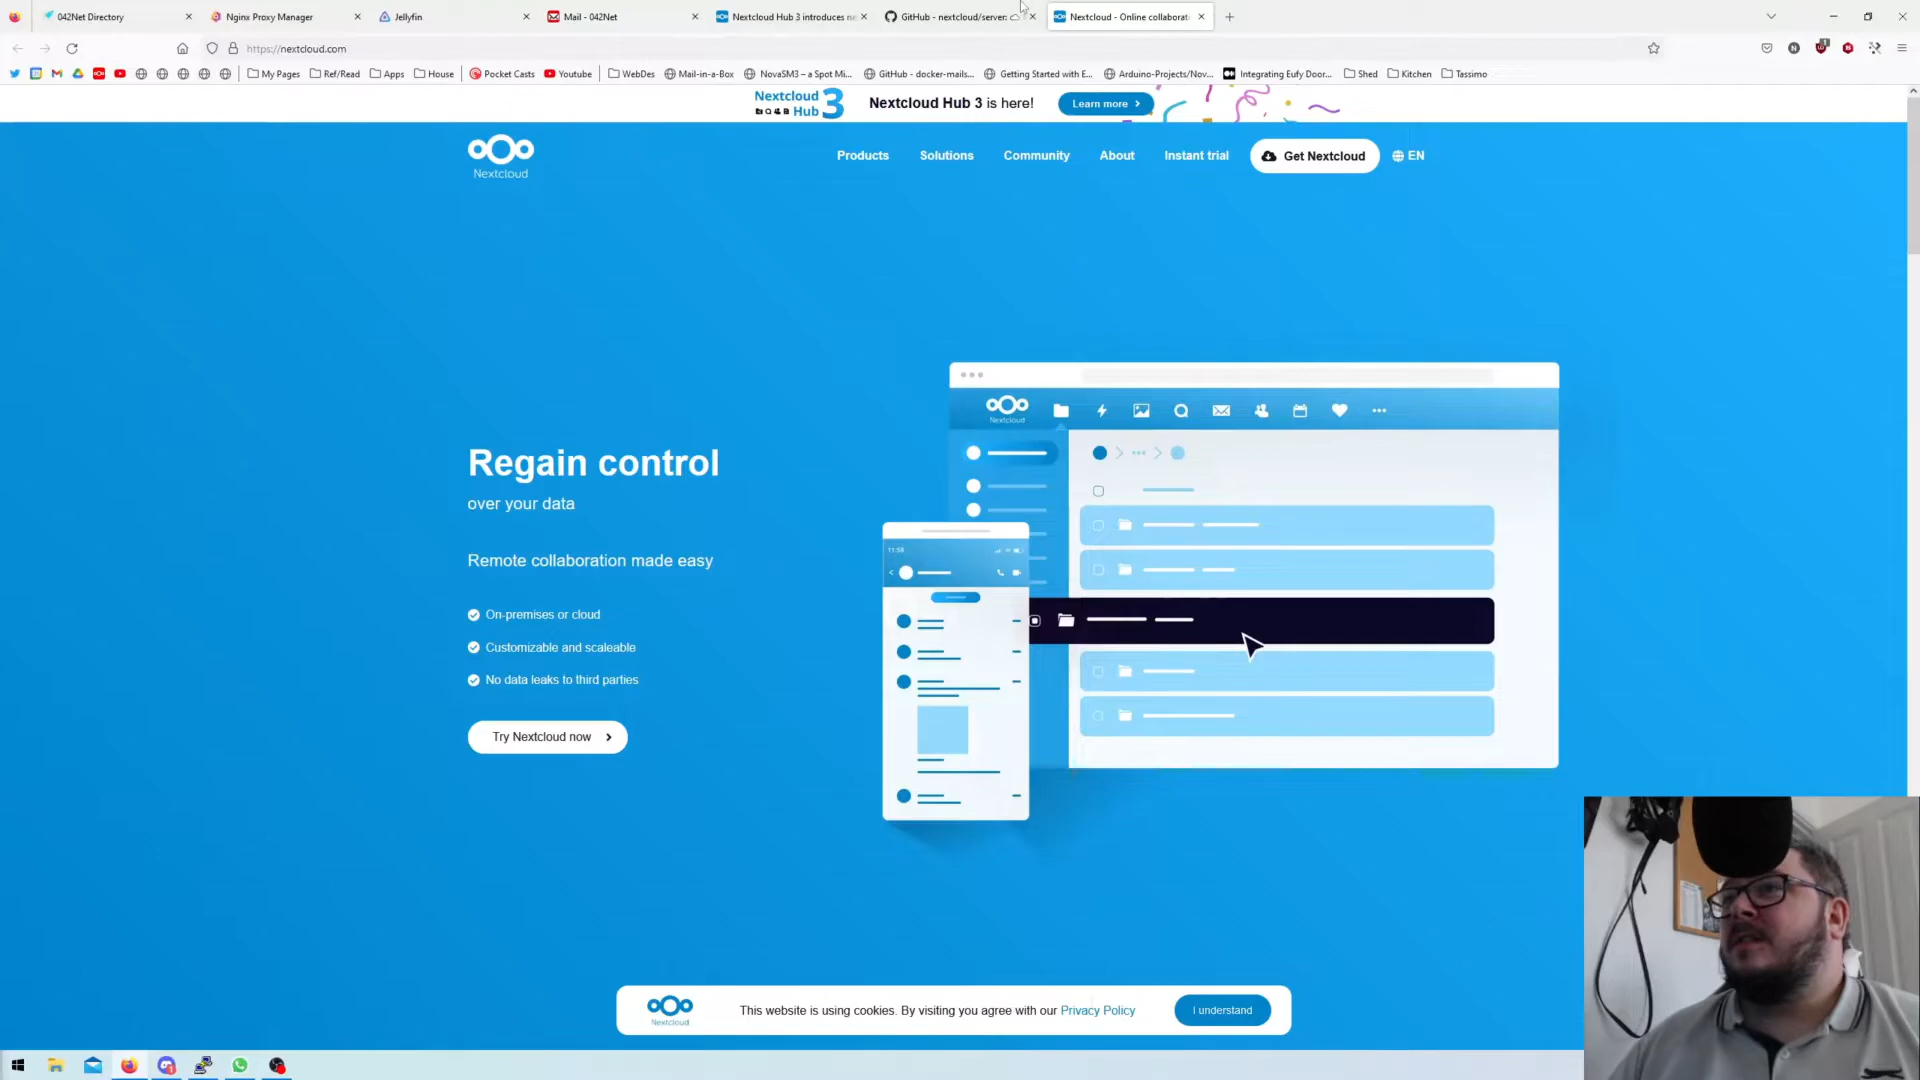 042Net Directory
Nginx Proxy Manager
Jellyfin
Mail - 042Net
Nextcloud Hub 3 introduces ne
GitHub - nextcloud/server:
Nextcloud - Online collaborat
https://nextcloud.com
My Pages
Ref/Read
Apps
House
Pocket Casts
Youtube
WebDes
Mail-in-a-Box
NovaSM3 – a Spot Mi...
GitHub - docker-mails...
Getting Started with E...
Arduino-Projects/Nov...
Integrating Eufy Door...
Shed
Kitchen
Tassimo
Nextcloud
Hub 3
Nextcloud Hub 3 is here!
Learn more
Nextcloud
Products
Solutions
Community
About
Instant trial
Get Nextcloud
EN
Nextcloud
Regain control
over your data
Remote collaboration made easy
On-premises or cloud
Customizable and scaleable
No data leaks to third parties
Try Nextcloud now
11:58
Nextcloud
This website is using cookies. By visiting you agree with our Privacy Policy
I understand